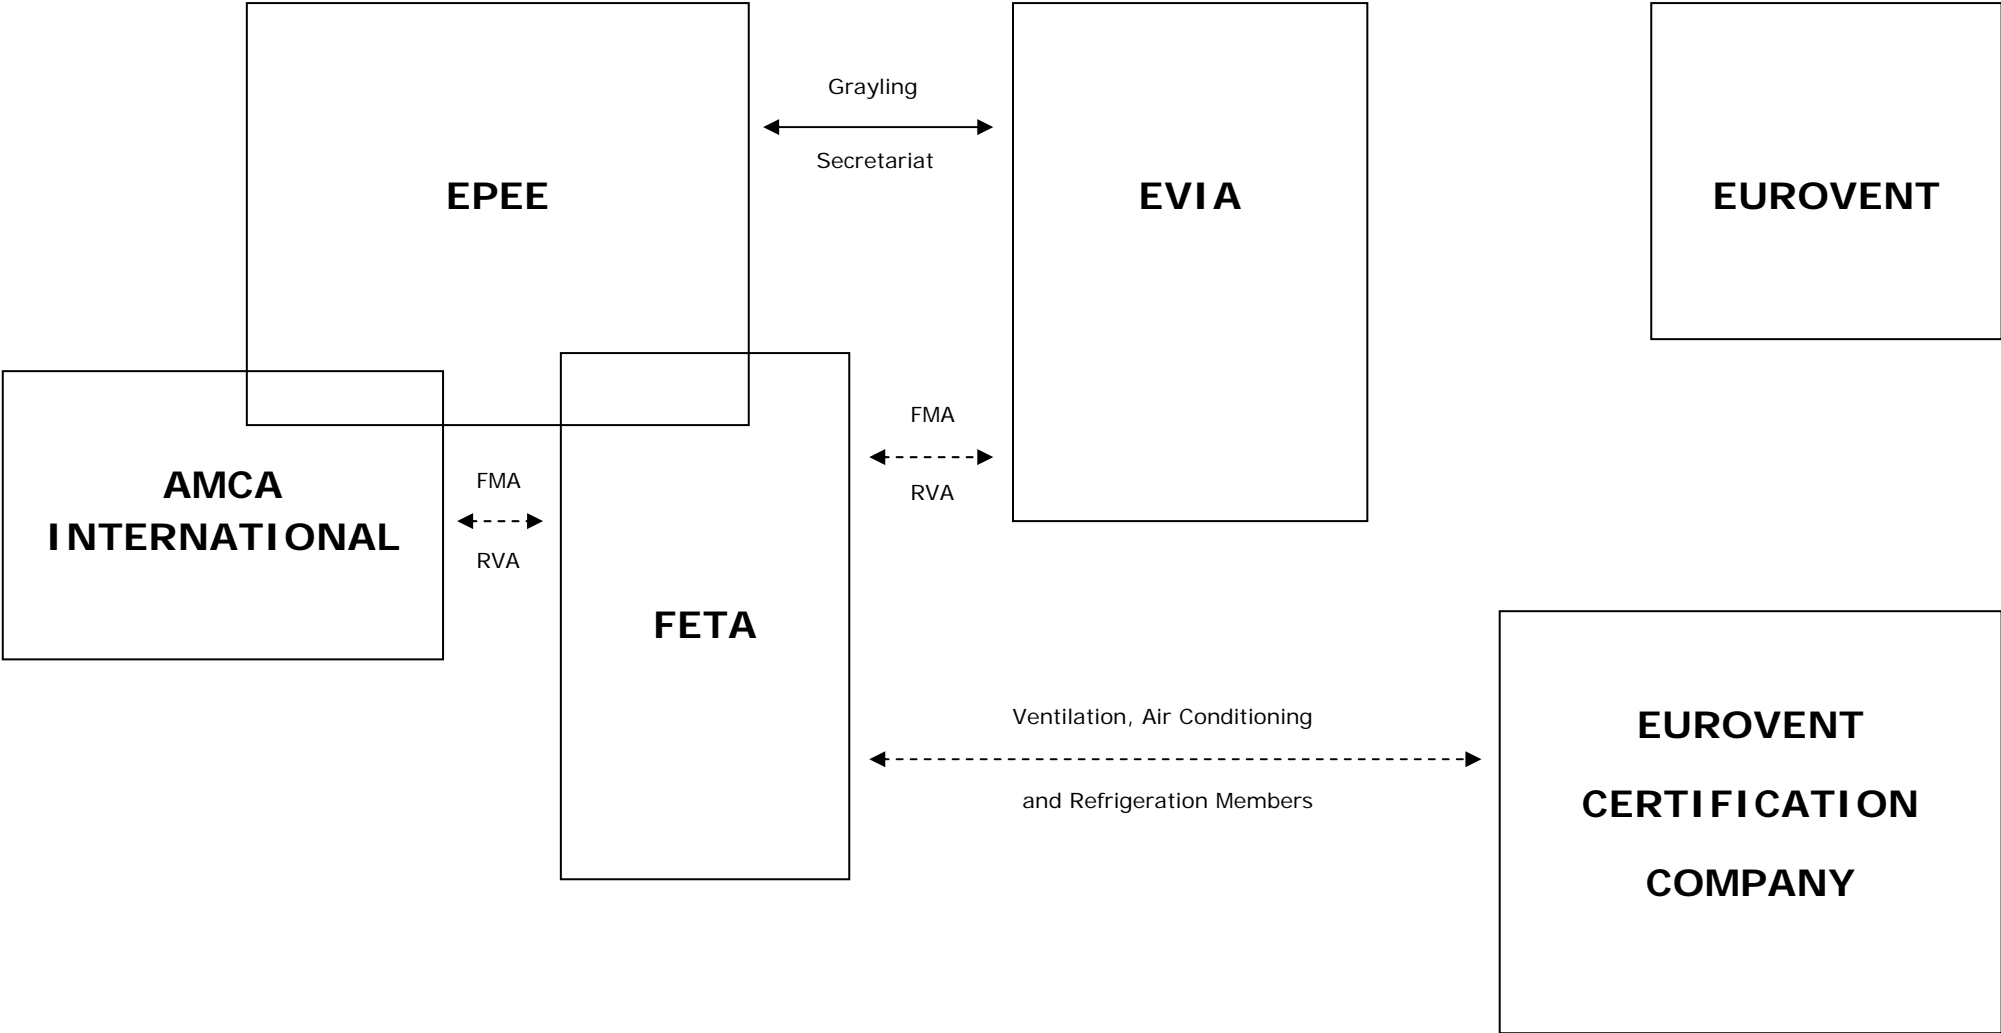 Grayling
Secretariat
EPEE
EVIA
EUROVENT
FMA
RVA
AMCA
INTERNATIONAL
FMA
RVA
FETA
Ventilation, Air Conditioning
and Refrigeration Members
EUROVENT
CERTIFICATION
COMPANY